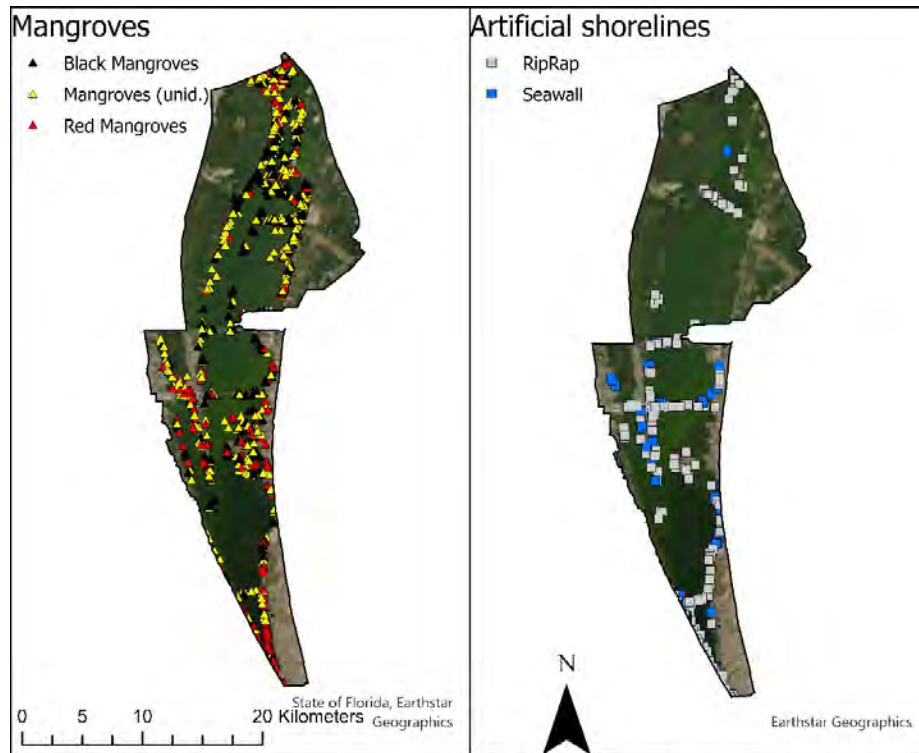 Mangroves
Black Mangroves
Mangroves (unid.)
Red Mangroves
State of Florida, Earthstar
Geographics
0 5 10 20 Kilometers
Artificial shorelines
RipRap
Seawall
N
Earthstar Geographics